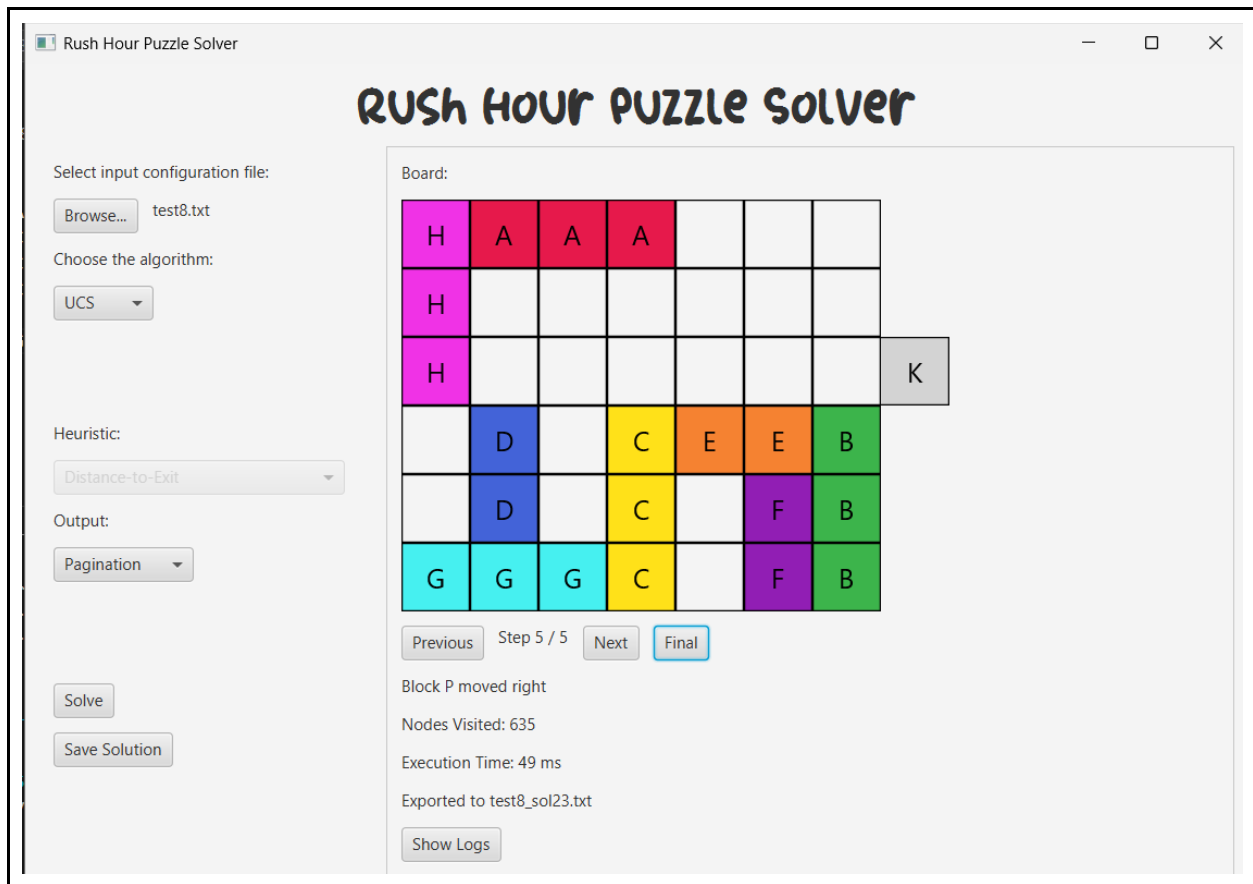 Rush Hour Puzzle Solver
Rush Hour Puzzle Solver
Select input configuration file:
Browse... test8.txt
Choose the algorithm:
UCS
Heuristic:
Distance-to-Exit
Output:
Pagination
Solve
Save Solution
Board:
H A A A
H
H K
D C E E B
D C F B
G G G C F B
Previous Step 5 / 5 Next Final
Block P moved right
Nodes Visited: 635
Execution Time: 49 ms
Exported to test8_sol23.txt
Show Logs